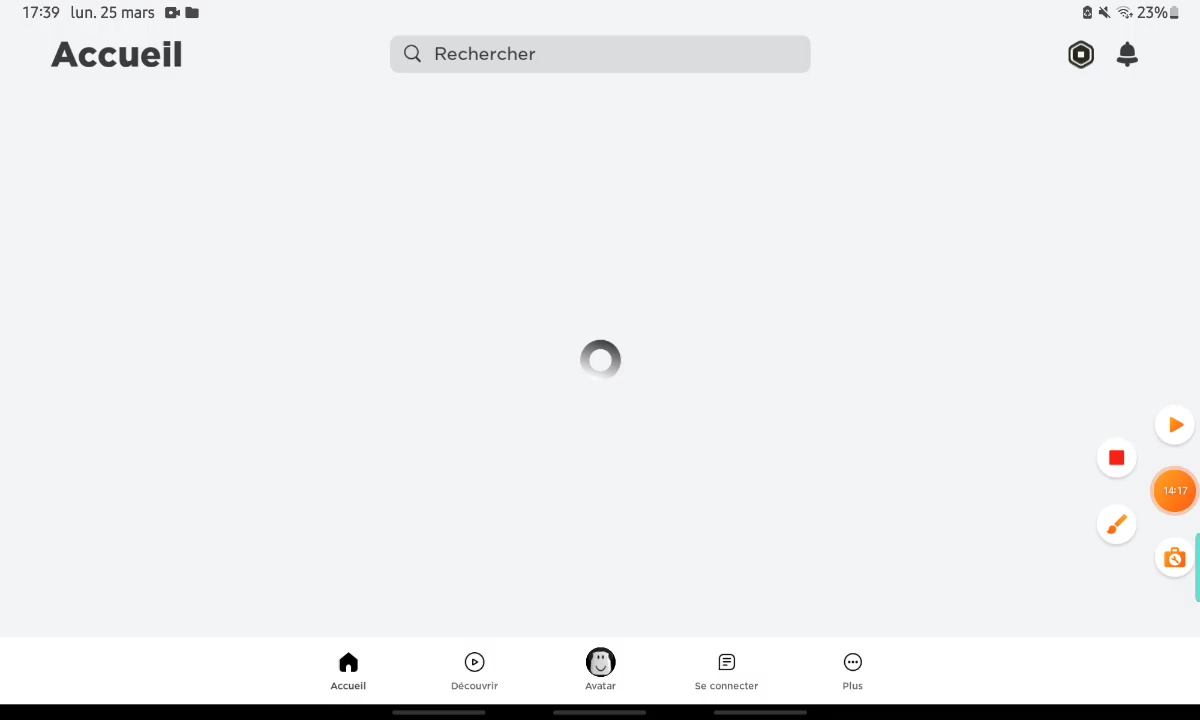 17:39 lun. 25 mars 23%
Accueil
Rechercher
14:17
Accueil
Découvrir
Avatar
Se connecter
Plus